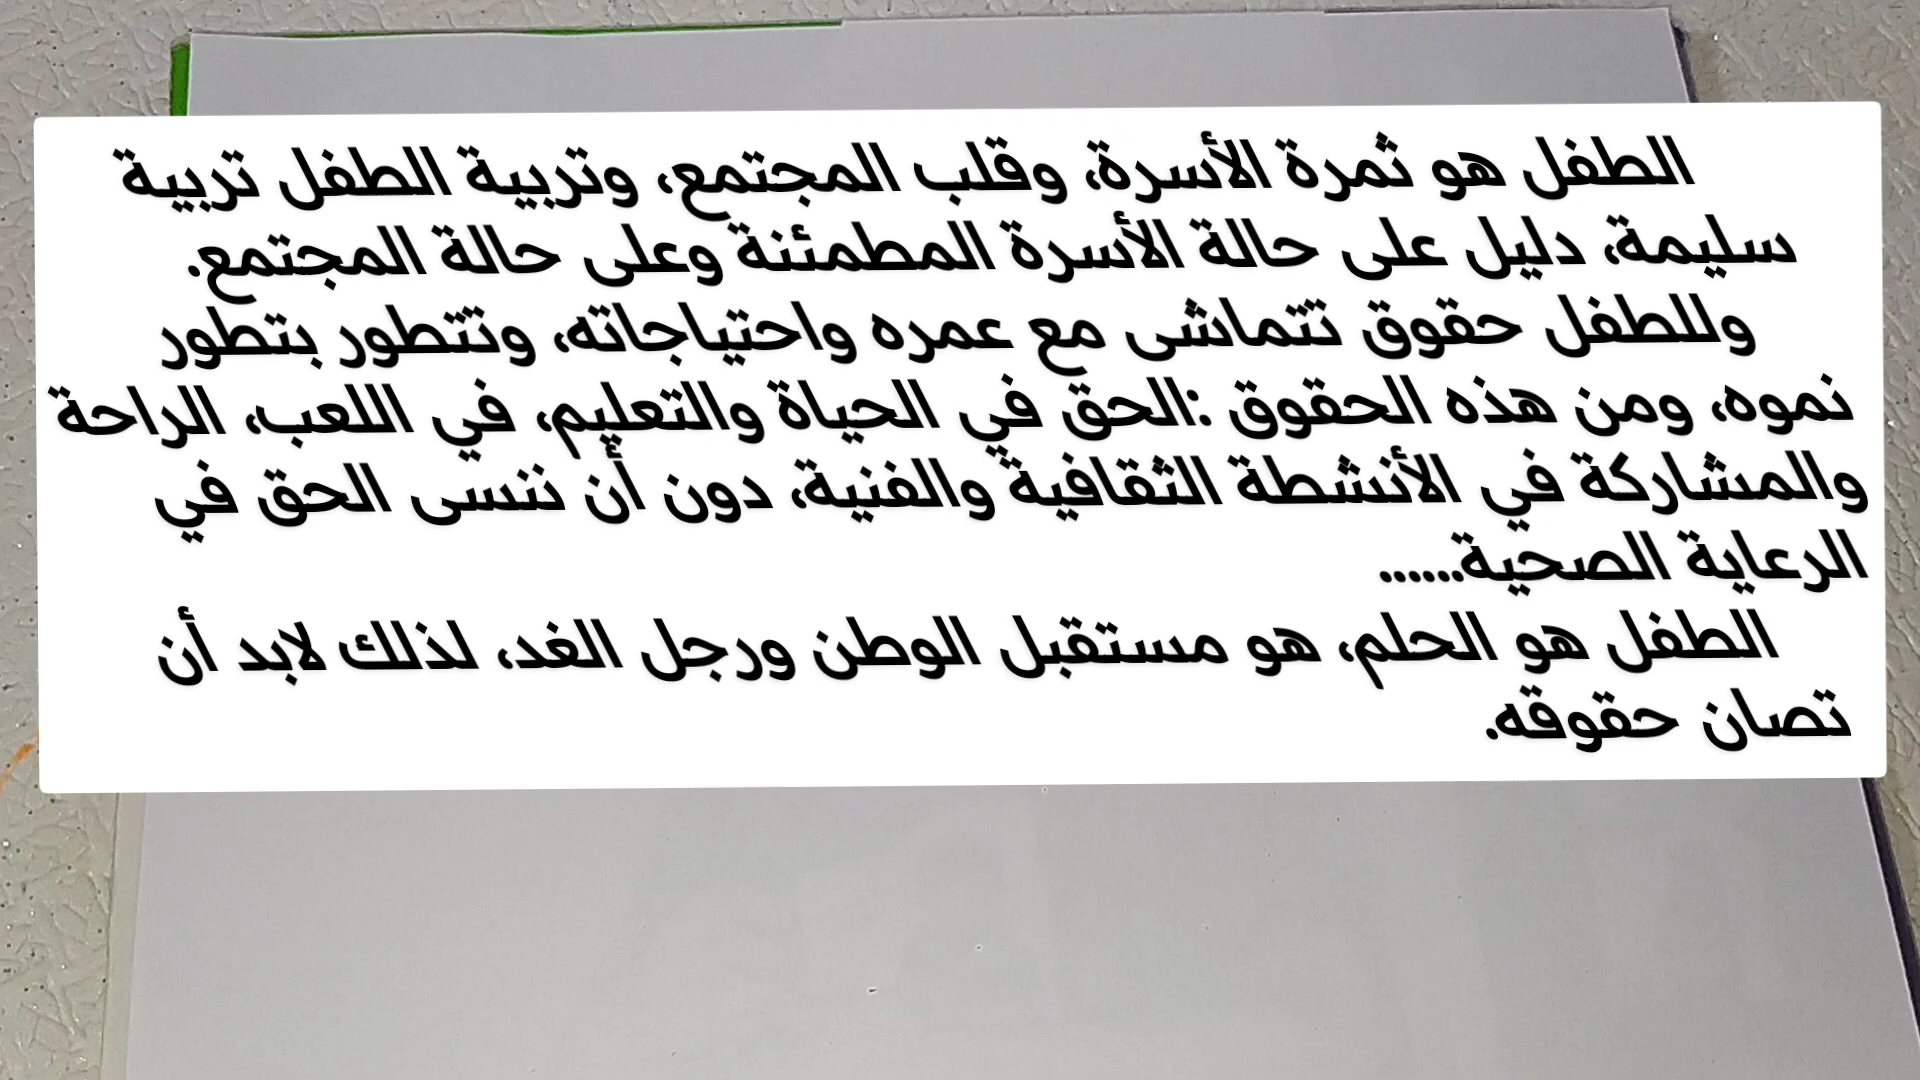 الطفل هو ثمرة الأسرة، وقلب المجتمع، وتربية الطفل تربية
سليمة، دليل على حالة الأسرة المطمئنة وعلى حالة المجتمع.
وللطفل حقوق تتماشى مع عمره واحتياجاته، وتتطور بتطور
نموه، ومن هذه الحقوق :الحق في الحياة والتعليم، في اللعب، الراحة
والمشاركة في الأنشطة الثقافية والفنية، دون أن ننسى الحق في
الرعاية الصحية......
الطفل هو الحلم، هو مستقبل الوطن ورجل الغد، لذلك لابد أن
تصان حقوقه.